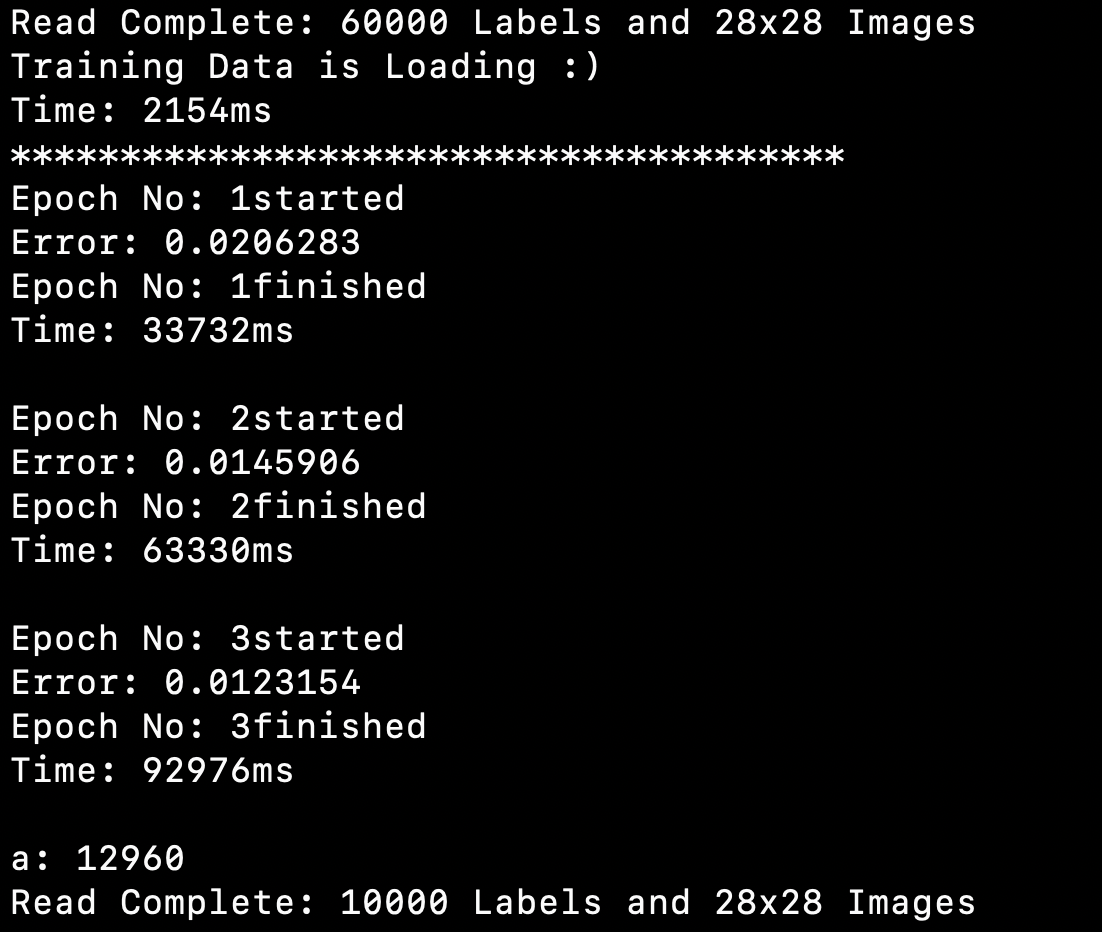 Read Complete: 60000 Labels and 28x28 Images
Training Data is Loading :)
Time: 2154ms
**************************************
Epoch No: 1started
Error: 0.0206283
Epoch No: 1finished
Time: 33732ms
Epoch No: 2started
Error: 0.0145906
Epoch No: 2finished
Time: 63330ms
Epoch No: 3started
Error: 0.0123154
Epoch No: 3finished
Time: 92976ms
a: 12960
Read Complete: 10000 Labels and 28x28 Images